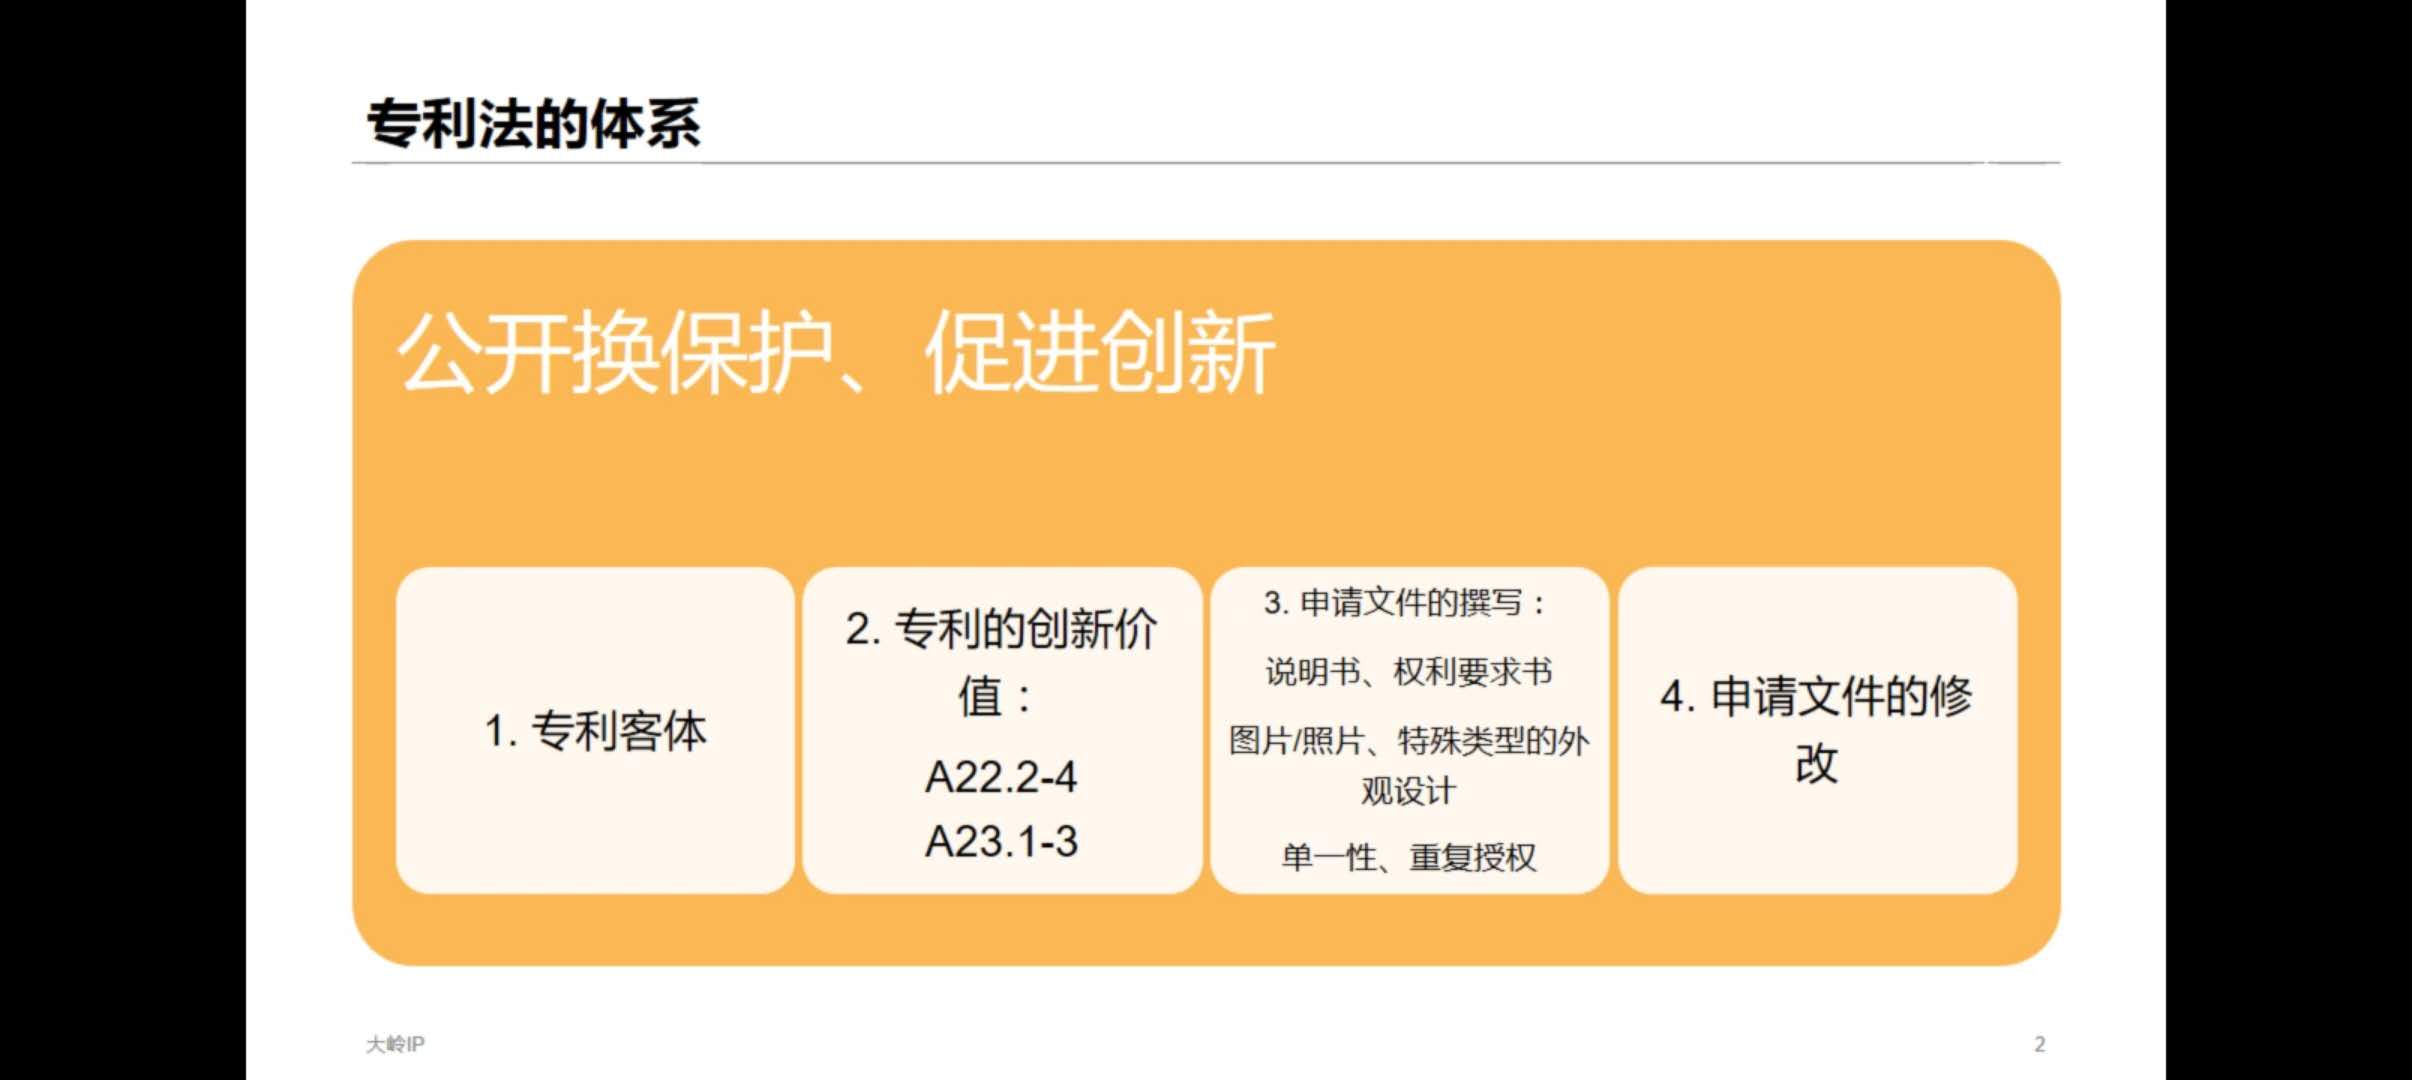 专利法的体系
公开换保护、促进创新
1. 专利客体
2. 专利的创新价
值：
A22.2-4
A23.1-3
3. 申请文件的撰写：
说明书、权利要求书
图片/照片、特殊类型的外
观设计
单一性、重复授权
4. 申请文件的修
改
大岭IP
2